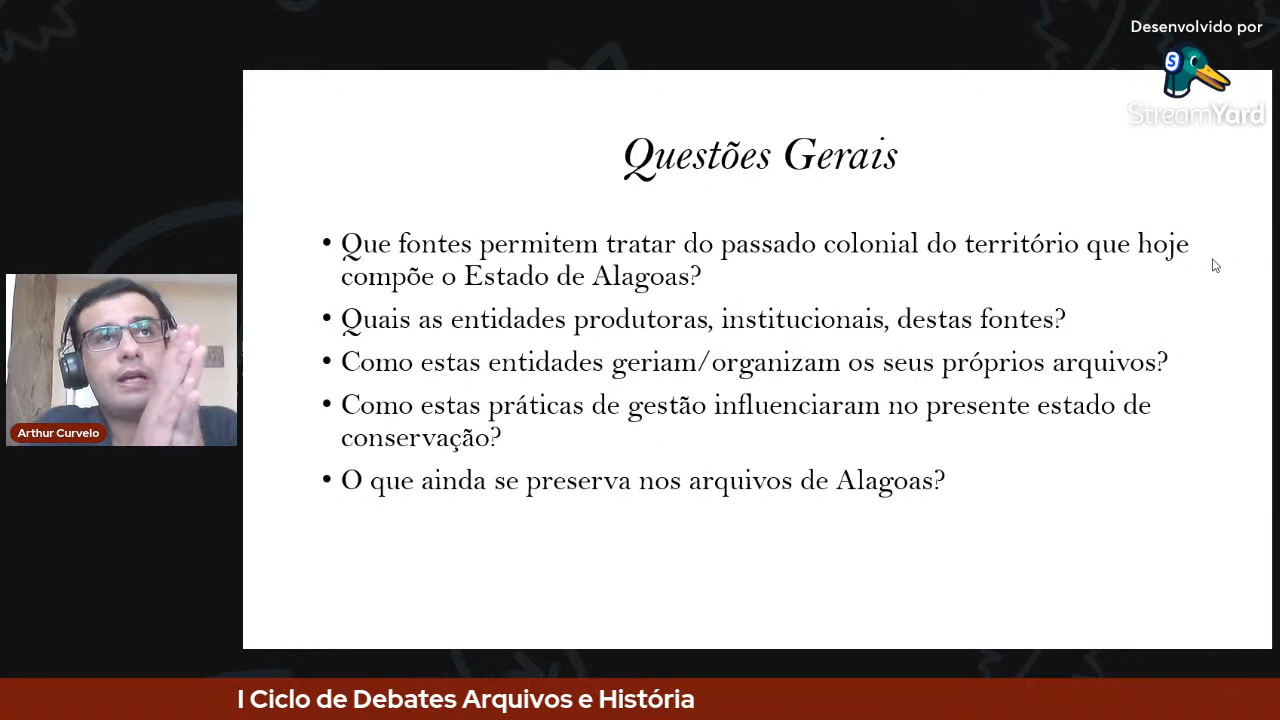 Desenvolvido por
StreamYard
Questões Gerais
• Que fontes permitem tratar do passado colonial do território que hoje
compõe o Estado de Alagoas?
• Quais as entidades produtoras, institucionais, destas fontes?
• Como estas entidades geriam/organizam os seus próprios arquivos?
• Como estas práticas de gestão influenciaram no presente estado de
conservação?
• O que ainda se preserva nos arquivos de Alagoas?
Arthur Curvelo
I Ciclo de Debates Arquivos e História